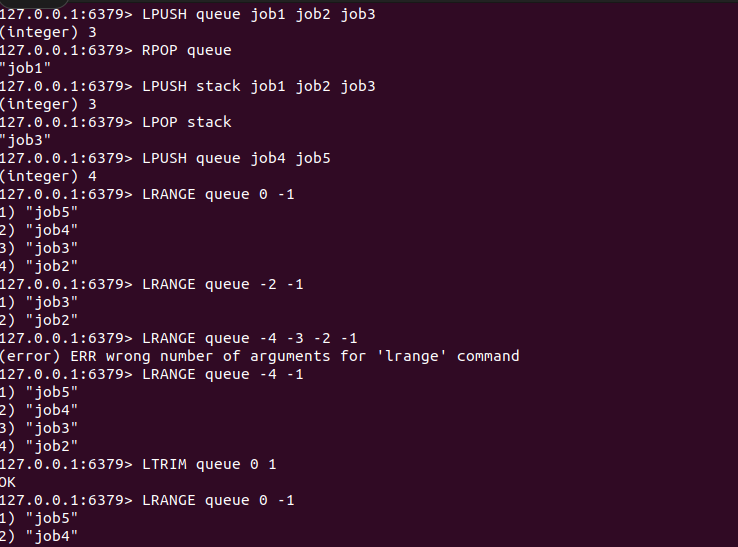 127.0.0.1:6379> LPUSH queue job1 job2 job3
(integer) 3
127.0.0.1:6379> RPOP queue
"job1"
127.0.0.1:6379> LPUSH stack job1 job2 job3
(integer) 3
127.0.0.1:6379> LPOP stack
"job3"
127.0.0.1:6379> LPUSH queue job4 job5
(integer) 4
127.0.0.1:6379> LRANGE queue 0 -1
1) "job5"
2) "job4"
3) "job3"
4) "job2"
127.0.0.1:6379> LRANGE queue -2 -1
1) "job3"
2) "job2"
127.0.0.1:6379> LRANGE queue -4 -3 -2 -1
(error) ERR wrong number of arguments for 'lrange' command
127.0.0.1:6379> LRANGE queue -4 -1
1) "job5"
2) "job4"
3) "job3"
4) "job2"
127.0.0.1:6379> LTRIM queue 0 1
OK
127.0.0.1:6379> LRANGE queue 0 -1
1) "job5"
2) "job4"